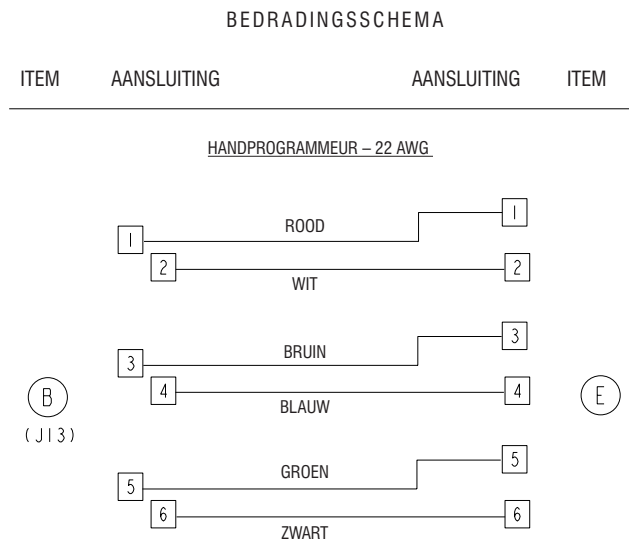 BEDRADINGSSCHEMA
ITEM AANSLUITING AANSLUITING ITEM
HANDPROGRAMMEUR – 22 AWG
1 ROOD 1
2 WIT 2
3 BRUIN 3
4 BLAUW 4
B E
(J13)
5 GROEN 5
6 ZWART 6